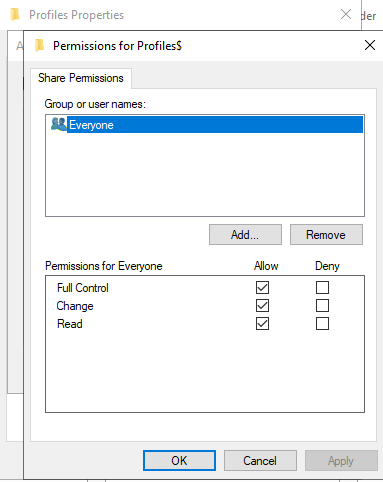 Profiles Properties
der
A
Permissions for Profiles$
Share Permissions
Group or user names:
Everyone
Add...
Remove
Permissions for Everyone
Allow
Deny
Full Control
Change
Read
OK
Cancel
Apply